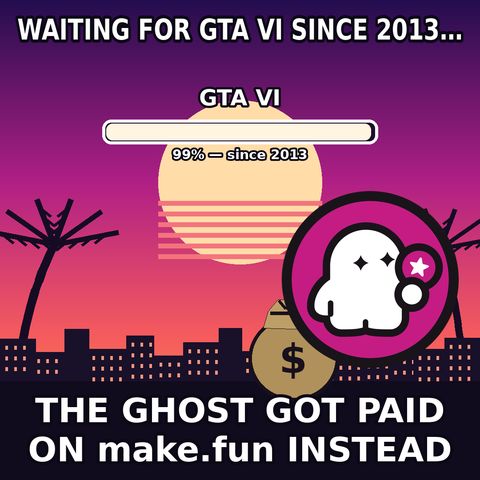 WAITING FOR GTA VI SINCE 2013...
GTA VI
99% — since 2013
$
THE GHOST GOT PAID
ON make.fun INSTEAD